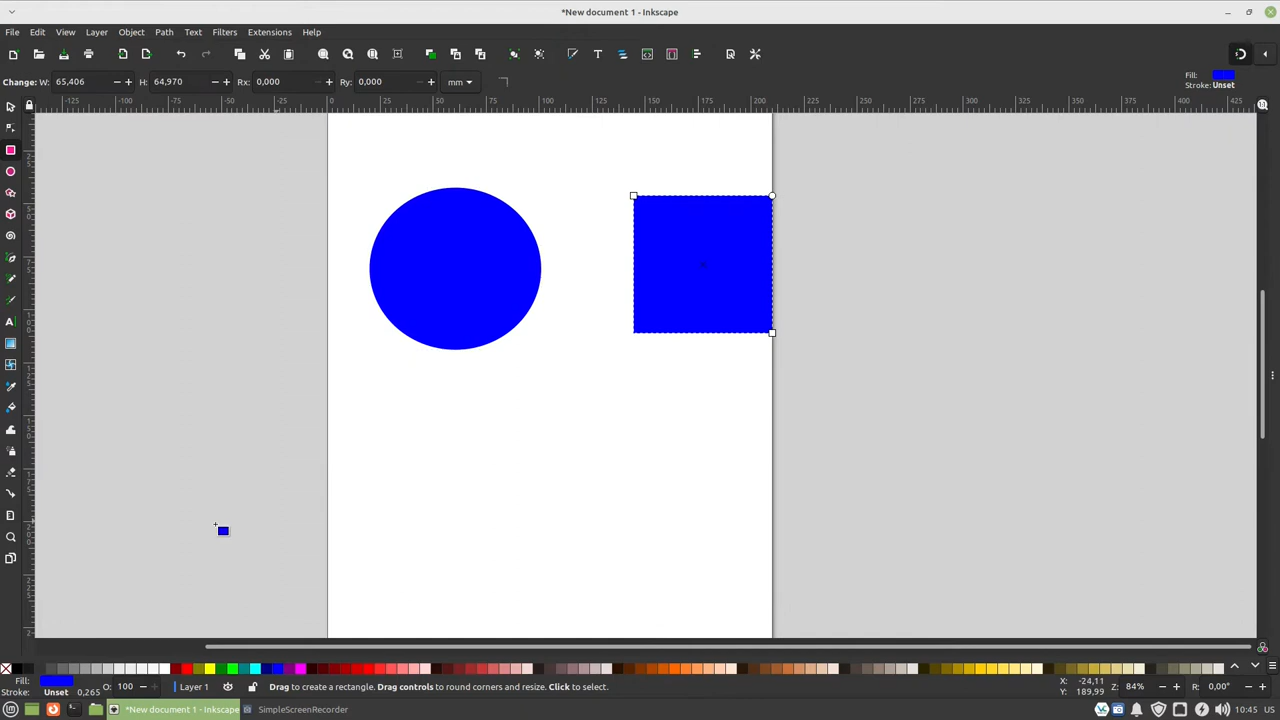 *New document 1 - Inkscape
File Edit View Layer Object Path Text Filters Extensions Help
Change: W: 65,406 H: 64,970 Rx: 0,000 Ry: 0,000 mm
Fill:
Stroke: Unset
-125 -100 -75 -50 -25 0 25 50 75 100 125 150 175 200 225 250 275 300 325 350 375 400 425
Fill:
Stroke: Unset 0,265 O: 100 Layer 1 Drag to create a rectangle. Drag controls to round corners and resize. Click to select. X: -24,11 Y: 189,99 Z: 84% R: 0,00°
*New document 1 - Inkscape SimpleScreenRecorder 10:45 US